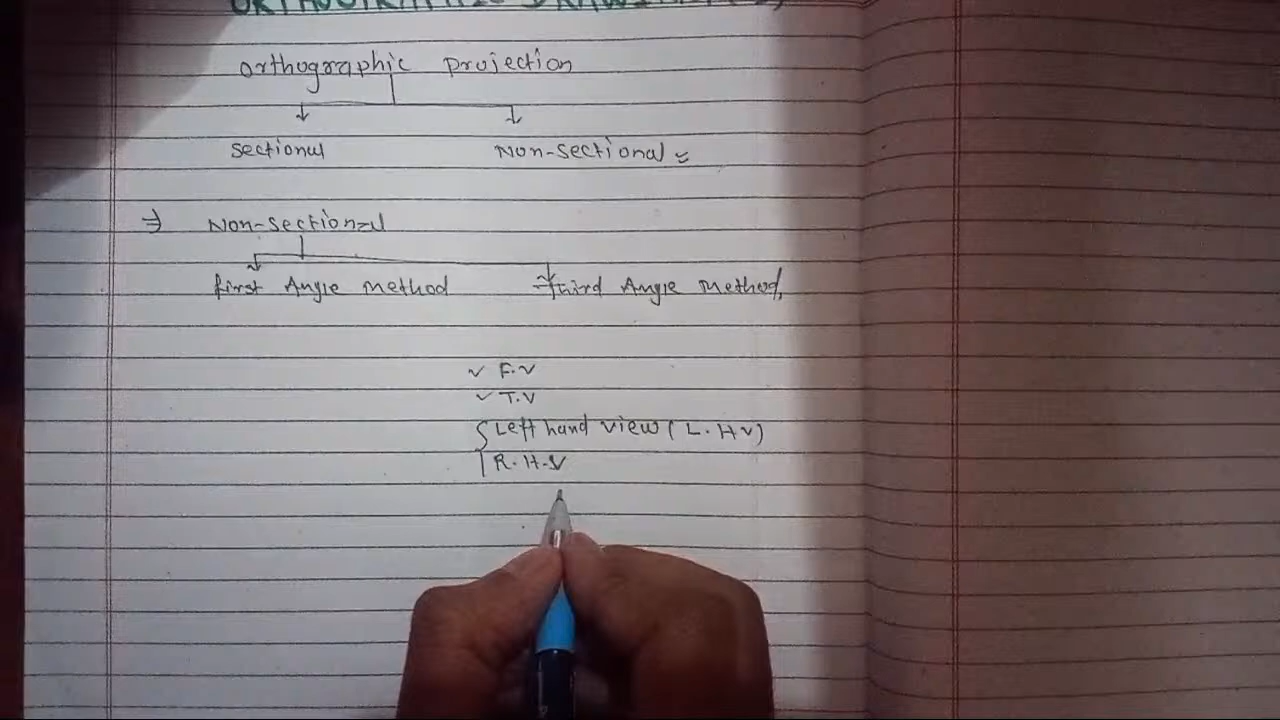 orthographic projection
sectional Non-sectional
⇒ Non-sectional
first Angle method Third Angle method,
✓ F.V
✓ T.V
Left hand view ( L.H.V)
R.H.V